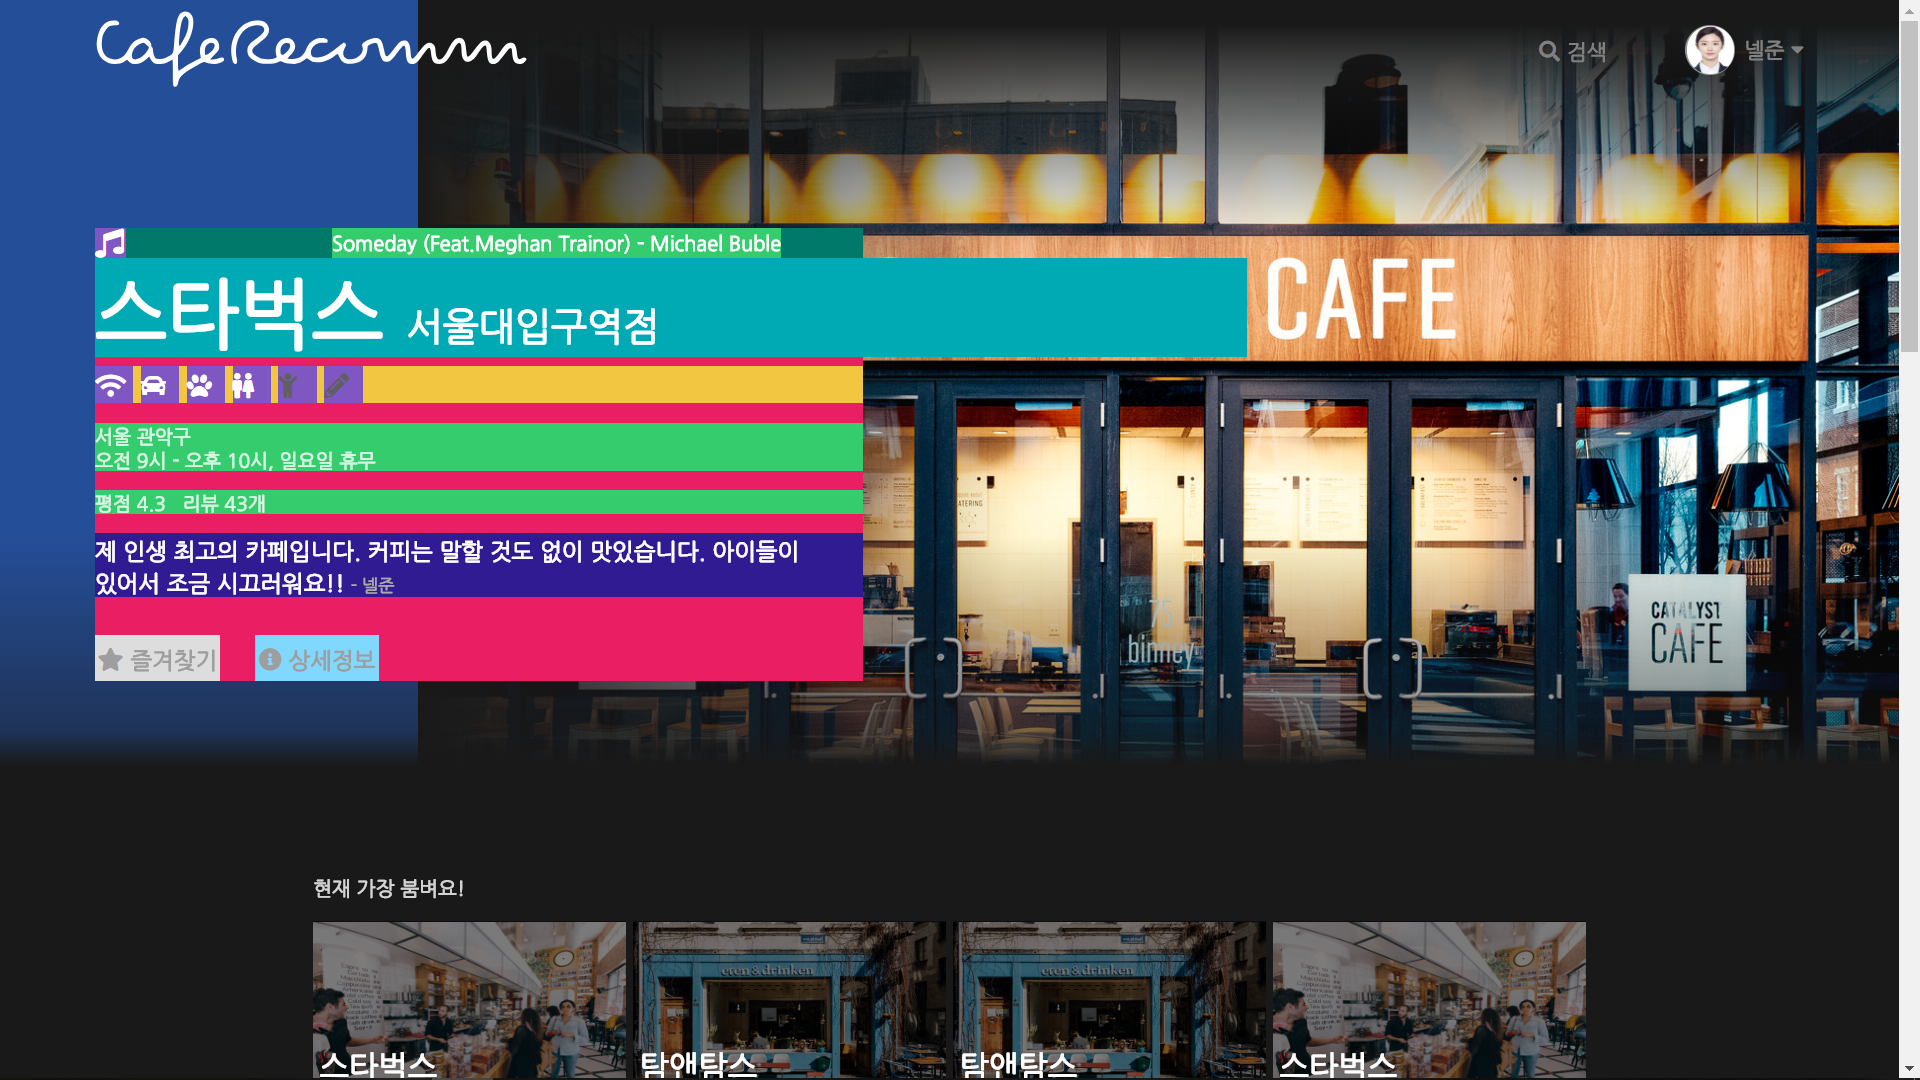 CafeRecomm
검색
넬준
Someday (Feat.Meghan Trainor) - Michael Buble
스타벅스 서울대입구역점
CAFE
서울 관악구
오전 9시 - 오후 10시, 일요일 휴무
평점 4.3 리뷰 43개
제 인생 최고의 카페입니다. 커피는 말할 것도 없이 맛있습니다. 아이들이
있어서 조금 시끄러워요!! - 넬준
75
binney
CATALYST
CAFE
즐겨찾기
상세정보
현재 가장 붐벼요!
eten & drinken
eten & drinken
스타벅스
탐앤탐스
탐앤탐스
스타벅스